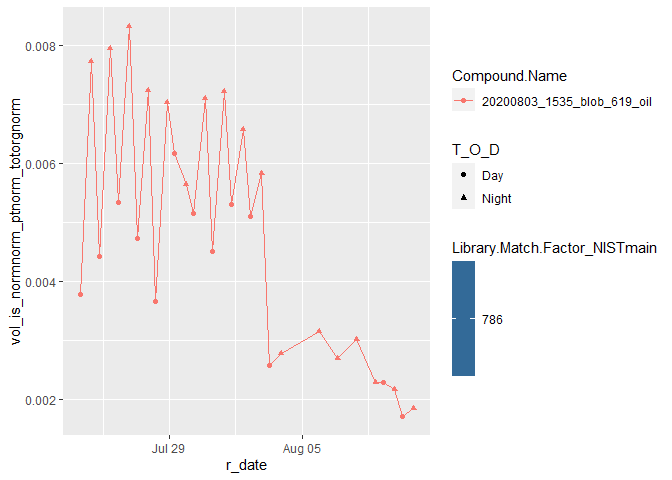 vol_is_normnorm_ptnorm_totorgnorm
0.008
0.006
0.004
0.002
Jul 29
Aug 05
r_date
Compound.Name
20200803_1535_blob_619_oil
T_O_D
Day
Night
Library.Match.Factor_NISTmain
786